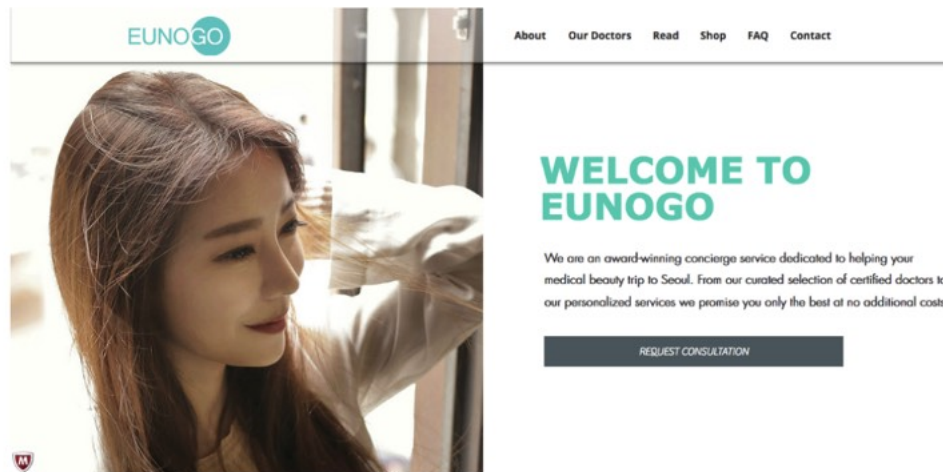 EUNOGO
About Our Doctors Read Shop FAQ Contact
WELCOME TO
EUNOGO
We are an award-winning concierge service dedicated to helping your
medical beauty trip to Seoul. From our curated selection of certified doctors to
our personalized services we promise you only the best at no additional costs
REQUEST CONSULTATION
M